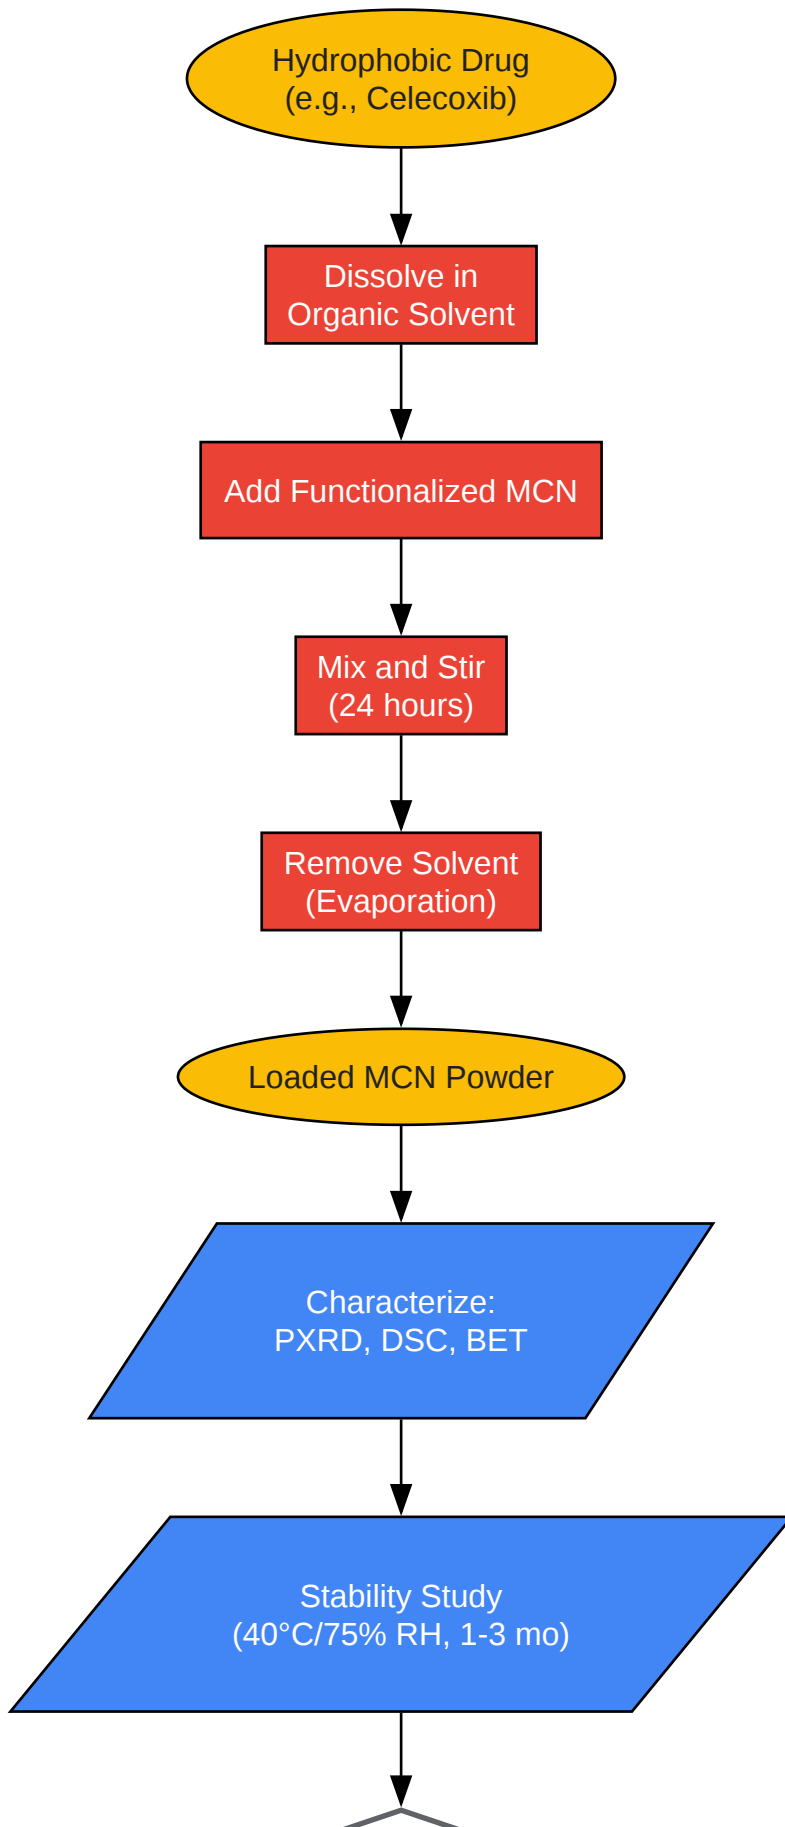 Hydrophobic Drug
(e.g., Celecoxib)
Dissolve in
Organic Solvent
Add Functionalized MCN
Mix and Stir
(24 hours)
Remove Solvent
(Evaporation)
Loaded MCN Powder
Characterize:
PXRD, DSC, BET
Stability Study
(40°C/75% RH, 1-3 mo)